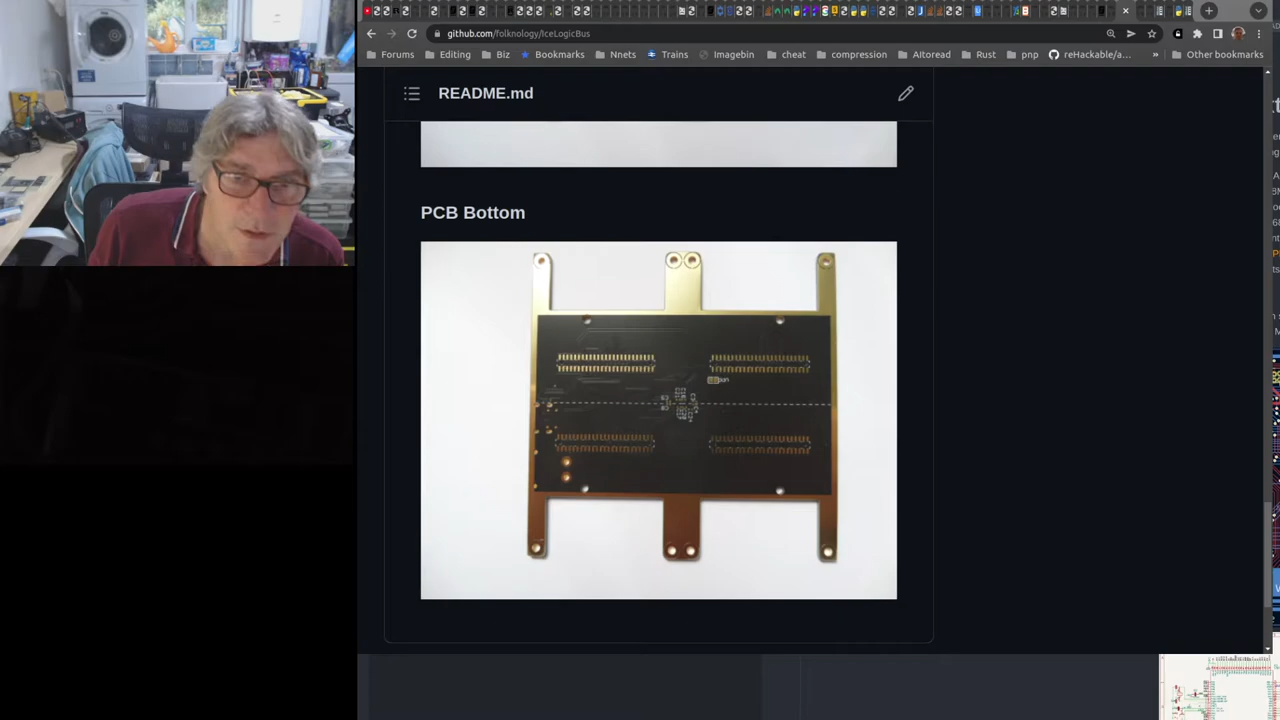 github.com/folknology/IceLogicBus
Forums
Editing
Biz
Bookmarks
Nnets
Trains
Imagebin
cheat
compression
Aitoread
Rust
pnp
reHackable/a...
»
Other bookmarks
README.md
PCB Bottom